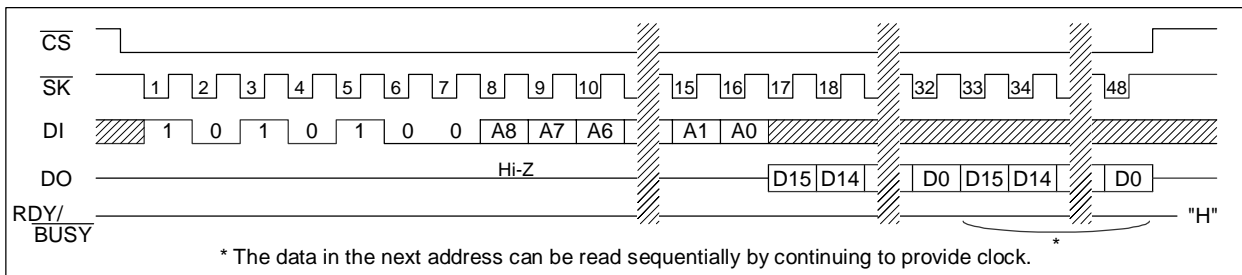 CS
SK 1 2 3 4 5 6 7 8 9 10 15 16 17 18 32 33 34 48
DI 1 0 1 0 1 0 0 A8 A7 A6 A1 A0
DO Hi-Z D15 D14 D0 D15 D14 D0
RDY/
BUSY "H"
*
* The data in the next address can be read sequentially by continuing to provide clock.